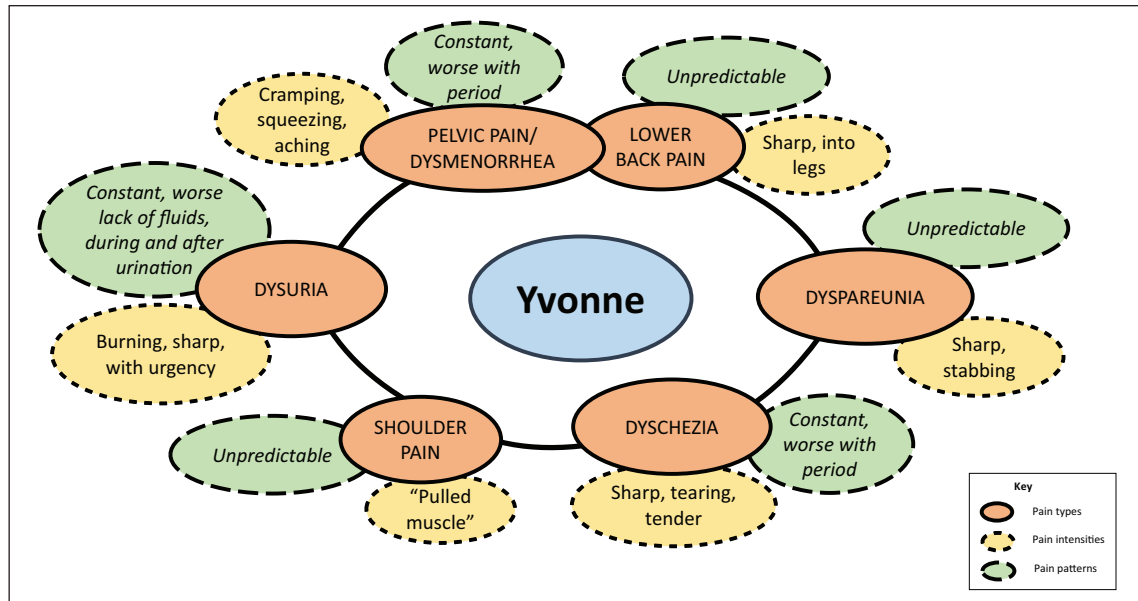 Constant,
worse with
period
Unpredictable
Cramping,
squeezing,
aching
PELVIC PAIN/
DYSMENORRHEA
LOWER
BACK PAIN
Sharp, into
legs
Constant, worse
lack of fluids,
during and after
urination
Unpredictable
DYSURIA
Yvonne
DYSPAREUNIA
Burning, sharp,
with urgency
Sharp,
stabbing
Unpredictable
SHOULDER
PAIN
DYSCHEZIA
Constant,
worse with
period
"Pulled
muscle"
Sharp, tearing,
tender
Key
Pain types
Pain intensities
Pain patterns